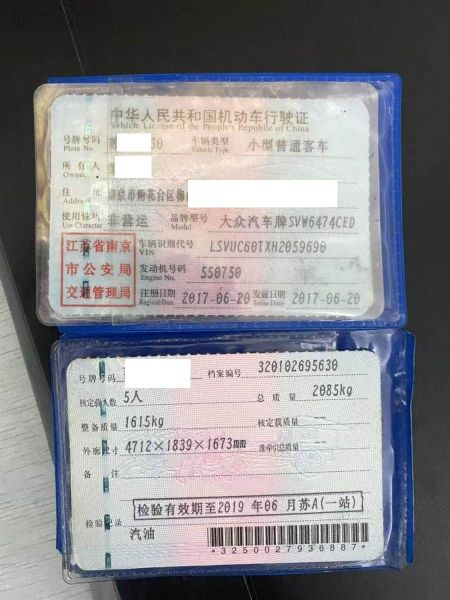 中华人民共和国机动车行驶证
Vehicle License of the People's Republic of China
号牌号码 50 车辆类型 小型普通客车
Plate No. Vehicle Type
所有人
Owner
住址 南京市雨花台区梅
Address
使用性质 非营运 品牌型号 大众汽车牌SVW6474CED
Use Character Model
江苏省南京
市公安局
交通管理局
车辆识别代号 LSVUC60TXH2059690
VIN
发动机号码 550750
Engine No.
注册日期 2017-06-20 发证日期 2017-06-20
Register Date Issue Date
号牌号码 档案编号 320102695630
核定载人数 5人 总质量 2085kg
整备质量 1615kg 核定载质量 --
外廓尺寸 4712×1839×1673mm 准牵引总质量 --
备注
检验有效期至2019 年06 月苏A(一站)
检验记录
汽油
*3250027936887*